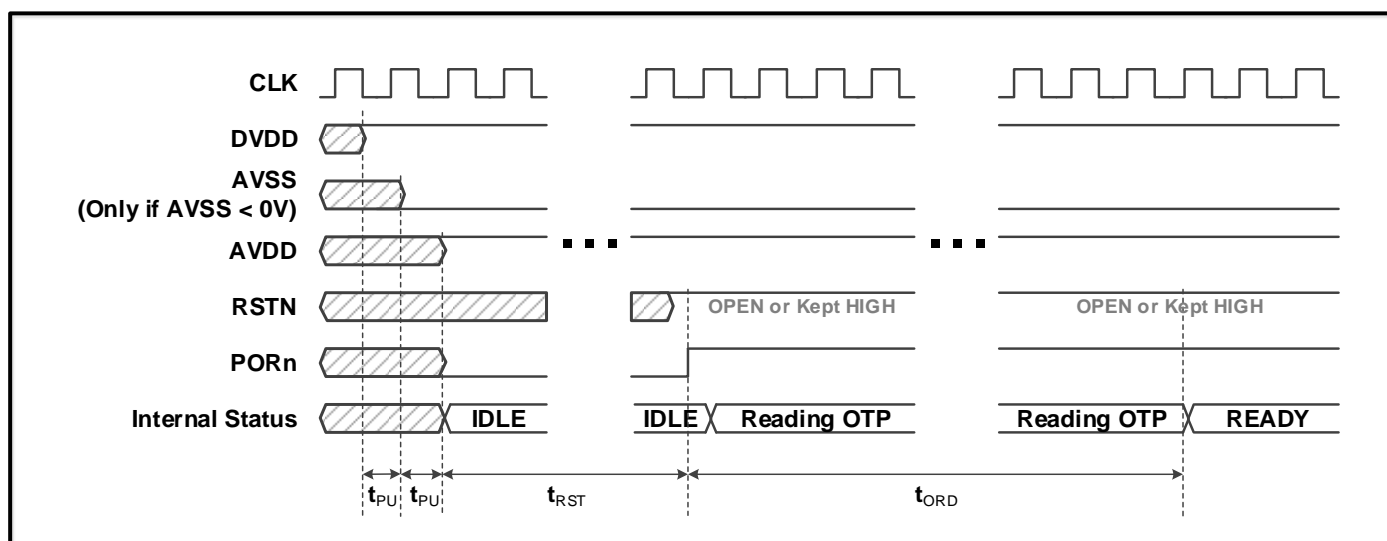 CLK
DVDD
AVSS
(Only if AVSS < 0V)
AVDD
RSTN
OPEN or Kept HIGH
OPEN or Kept HIGH
PORn
Internal Status
IDLE
IDLE
Reading OTP
Reading OTP
READY
tPU
tPU
tRST
tORD